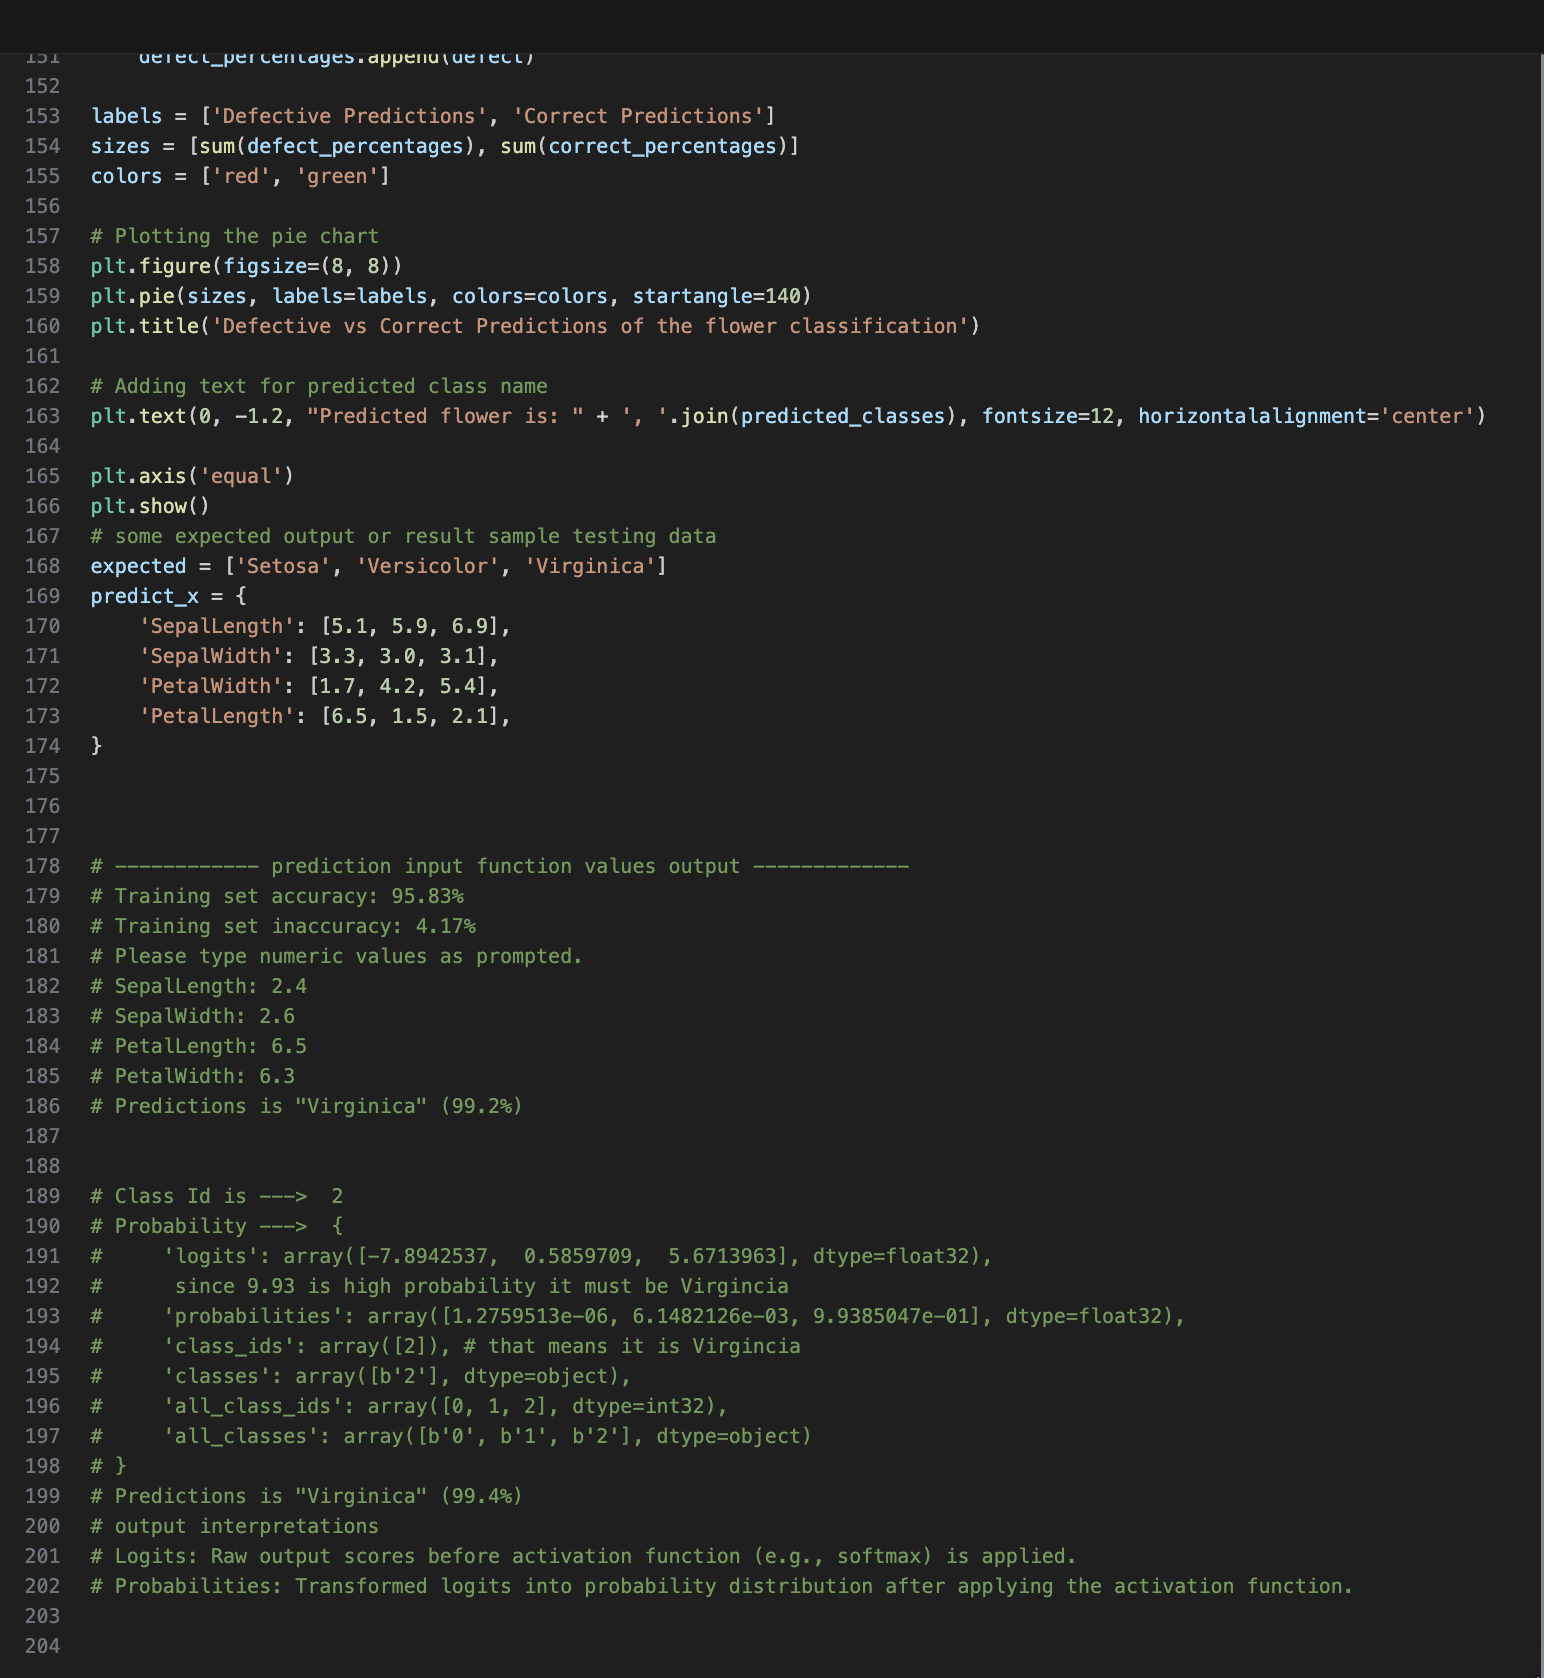 151     defect_percentages.append(defect)
152
153 labels = ['Defective Predictions', 'Correct Predictions']
154 sizes = [sum(defect_percentages), sum(correct_percentages)]
155 colors = ['red', 'green']
156
157 # Plotting the pie chart
158 plt.figure(figsize=(8, 8))
159 plt.pie(sizes, labels=labels, colors=colors, startangle=140)
160 plt.title('Defective vs Correct Predictions of the flower classification')
161
162 # Adding text for predicted class name
163 plt.text(0, -1.2, "Predicted flower is: " + ', '.join(predicted_classes), fontsize=12, horizontalalignment='center')
164
165 plt.axis('equal')
166 plt.show()
167 # some expected output or result sample testing data
168 expected = ['Setosa', 'Versicolor', 'Virginica']
169 predict_x = {
170     'SepalLength': [5.1, 5.9, 6.9],
171     'SepalWidth': [3.3, 3.0, 3.1],
172     'PetalWidth': [1.7, 4.2, 5.4],
173     'PetalLength': [6.5, 1.5, 2.1],
174 }
175
176
177
178 # ------------ prediction input function values output -------------
179 # Training set accuracy: 95.83%
180 # Training set inaccuracy: 4.17%
181 # Please type numeric values as prompted.
182 # SepalLength: 2.4
183 # SepalWidth: 2.6
184 # PetalLength: 6.5
185 # PetalWidth: 6.3
186 # Predictions is "Virginica" (99.2%)
187
188
189 # Class Id is --->  2
190 # Probability --->  {
191 #     'logits': array([-7.8942537,  0.5859709,  5.6713963], dtype=float32),
192 #      since 9.93 is high probability it must be Virgincia
193 #     'probabilities': array([1.2759513e-06, 6.1482126e-03, 9.9385047e-01], dtype=float32),
194 #     'class_ids': array([2]), # that means it is Virgincia
195 #     'classes': array([b'2'], dtype=object),
196 #     'all_class_ids': array([0, 1, 2], dtype=int32),
197 #     'all_classes': array([b'0', b'1', b'2'], dtype=object)
198 # }
199 # Predictions is "Virginica" (99.4%)
200 # output interpretations
201 # Logits: Raw output scores before activation function (e.g., softmax) is applied.
202 # Probabilities: Transformed logits into probability distribution after applying the activation function.
203
204